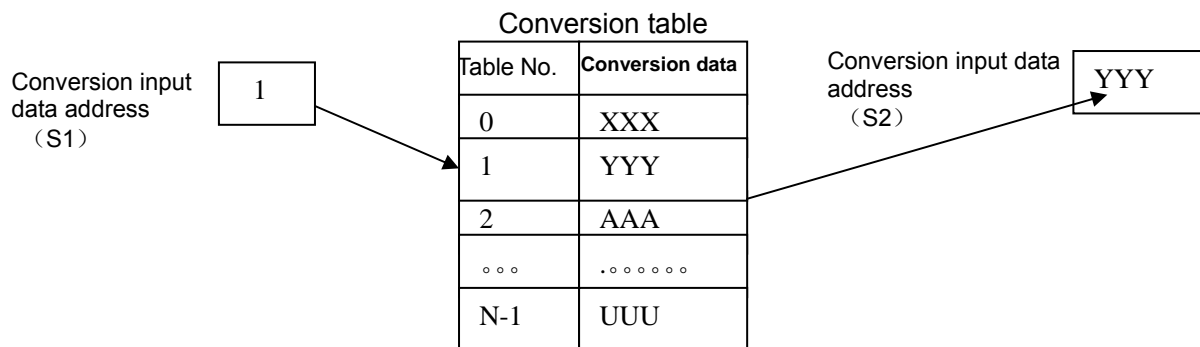 Conversion table
Conversion input
data address
（S1）
1
Table No. Conversion data
0 XXX
1 YYY
2 AAA
。。。 .。。。。。。
N-1 UUU
Conversion input data
address
（S2）
YYY